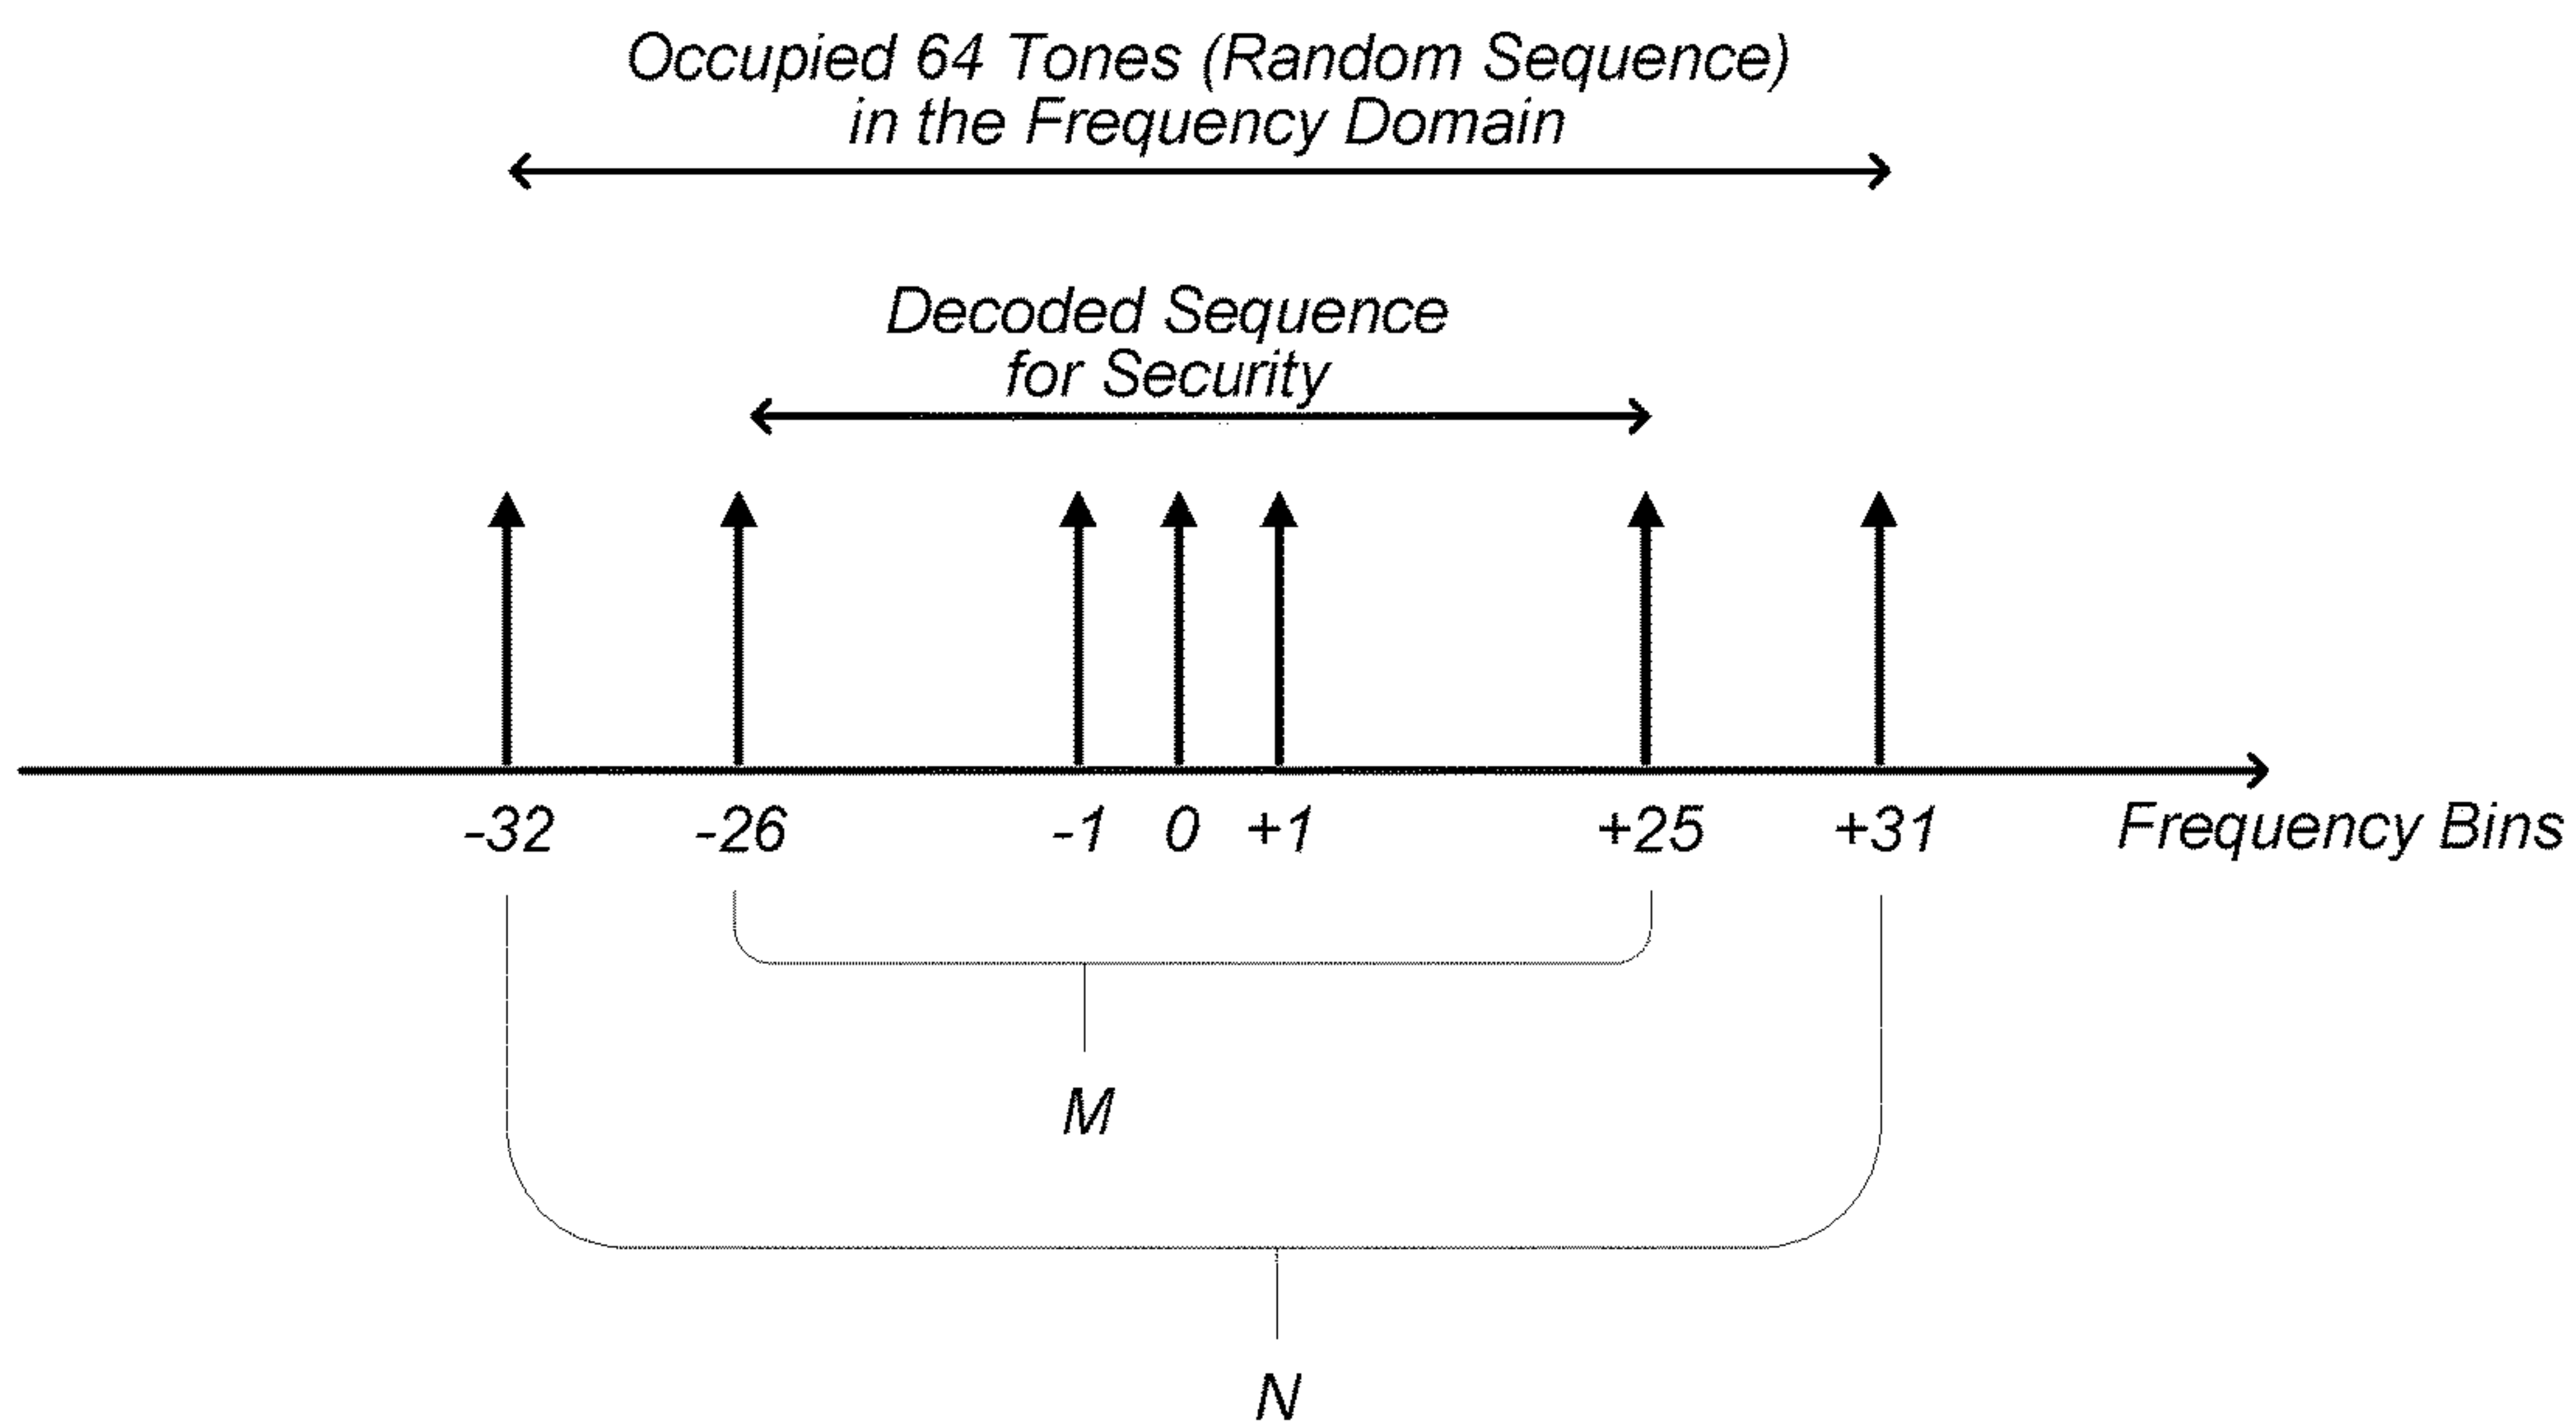 Occupied 64 Tones (Random Sequence)
in the Frequency Domain
Decoded Sequence
for Security
-32 -26 -1 0 +1 +25 +31 Frequency Bins
M
N